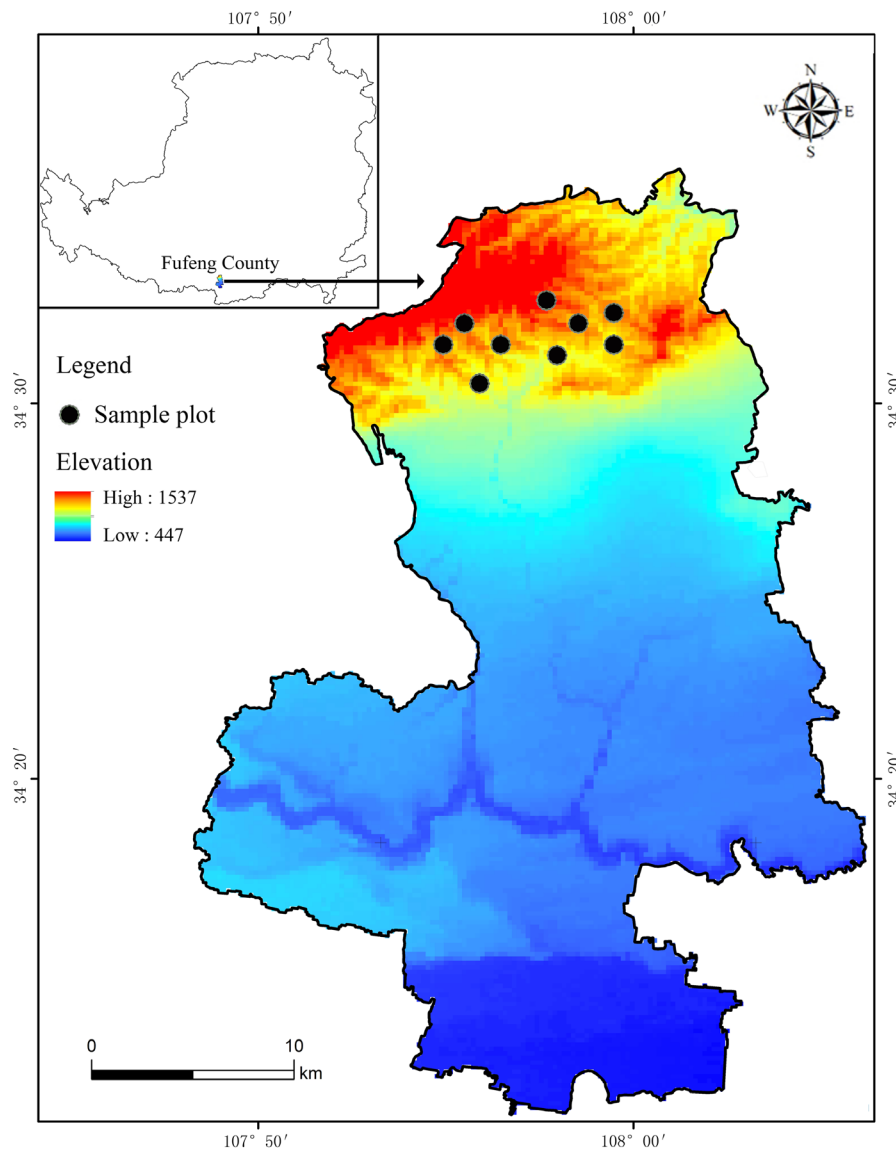 107° 50′
108° 00′
N
W
E
S
Fufeng County
Legend
Sample plot
Elevation
High : 1537
Low : 447
34° 30′
34° 30′
34° 20′
34° 20′
0
10
km
107° 50′
108° 00′